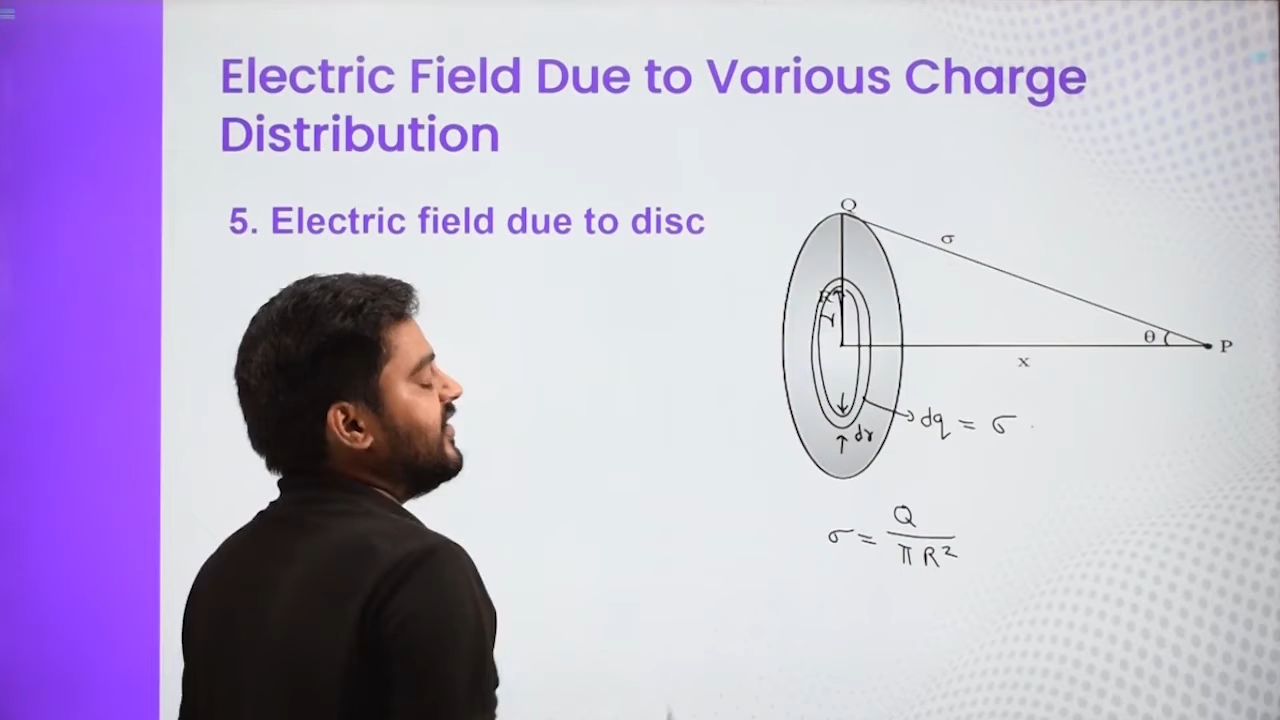 Electric Field Due to Various Charge
Distribution
5. Electric field due to disc
Q
σ
R
r
θ
P
x
dr
dq = σ
σ = Q
πR²